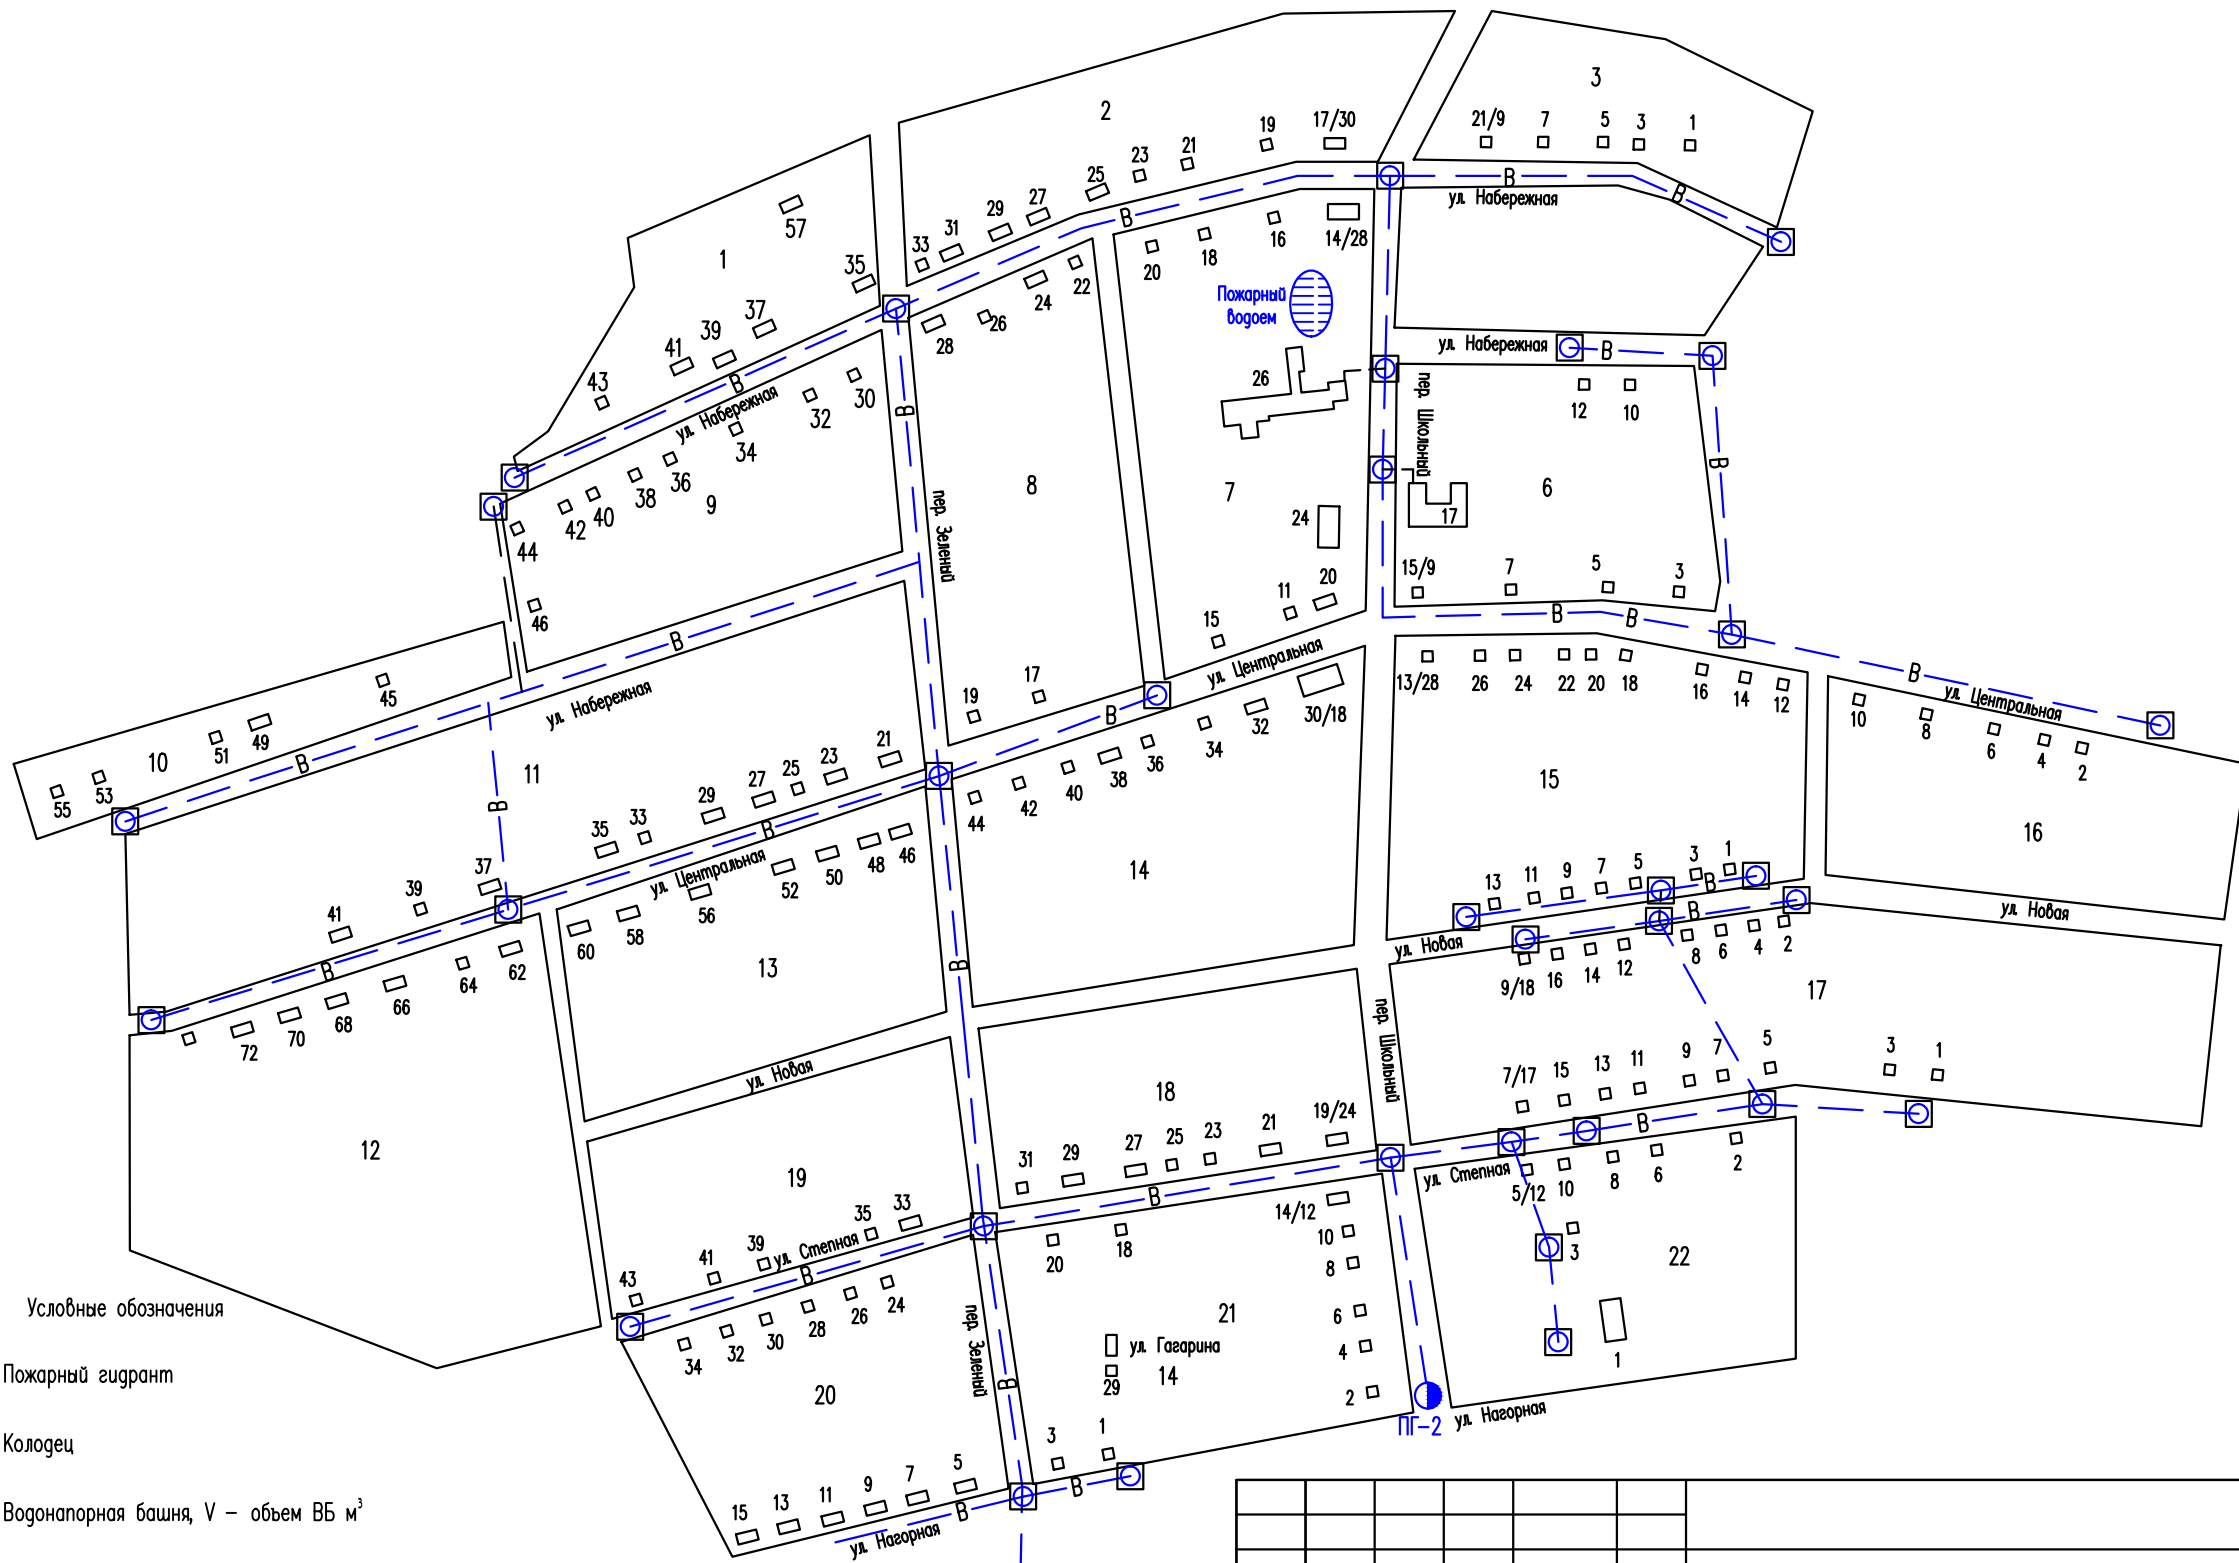 3
2
21/9 7 5 3 1
17/30
19
21
23
25
27
29
31
33
В
В
В
ул. Набережная
57
1
35
37
39
41
43
В
ул. Набережная
28
26
24
22
20
18
16
14/28
Пожарный
водоем
26
ул. Набережная
В
пер. Школьный
12 10
30
32
34
36
38
40
42
44
46
9
В
пер. Зеленый
8
7
24
17
6
В
15/9 7 5 3
11 20
15
В В
ул. Центральная
45
В
ул. Набережная
49
51
10
53
55
В
11
В
19 17
В
30/18
32
34
36
38
40
42
44
13/28 26 24 22 20 18 16 14 12
В
ул. Центральная
10 8 6 4 2
21
23
25
27
29
33
35
37
39
41
В
ул. Центральная
46
48
50
52
56
58
60
62
64
66
68
70
72
В
13
14
15
16
13 11 9 7 5 3 1
В
В
ул. Новая
ул. Новая
9/18 16 14 12 8 6 4 2
17
В
ул. Новая
12
18
пер. Школьный
7/17 15 13 11 9 7 5 3 1
В
ул. Степная
5/12 10 8 6 2
3
22
1
31 29 27 25 23 21 19/24
В
20 18
14/12
10
8
6
4
2
21
19
33
35
39
41
43
ул. Степная
В
24
26
28
30
32
34
20
пер. Зеленый
В
ул. Гагарина
14
29
ПГ-2
ул. Нагорная
3 1
В
15 13 11 9 7 5
В
ул. Нагорная
Условные обозначения
Пожарный гидрант
Колодец
Водонапорная башня, V – объем ВБ м³